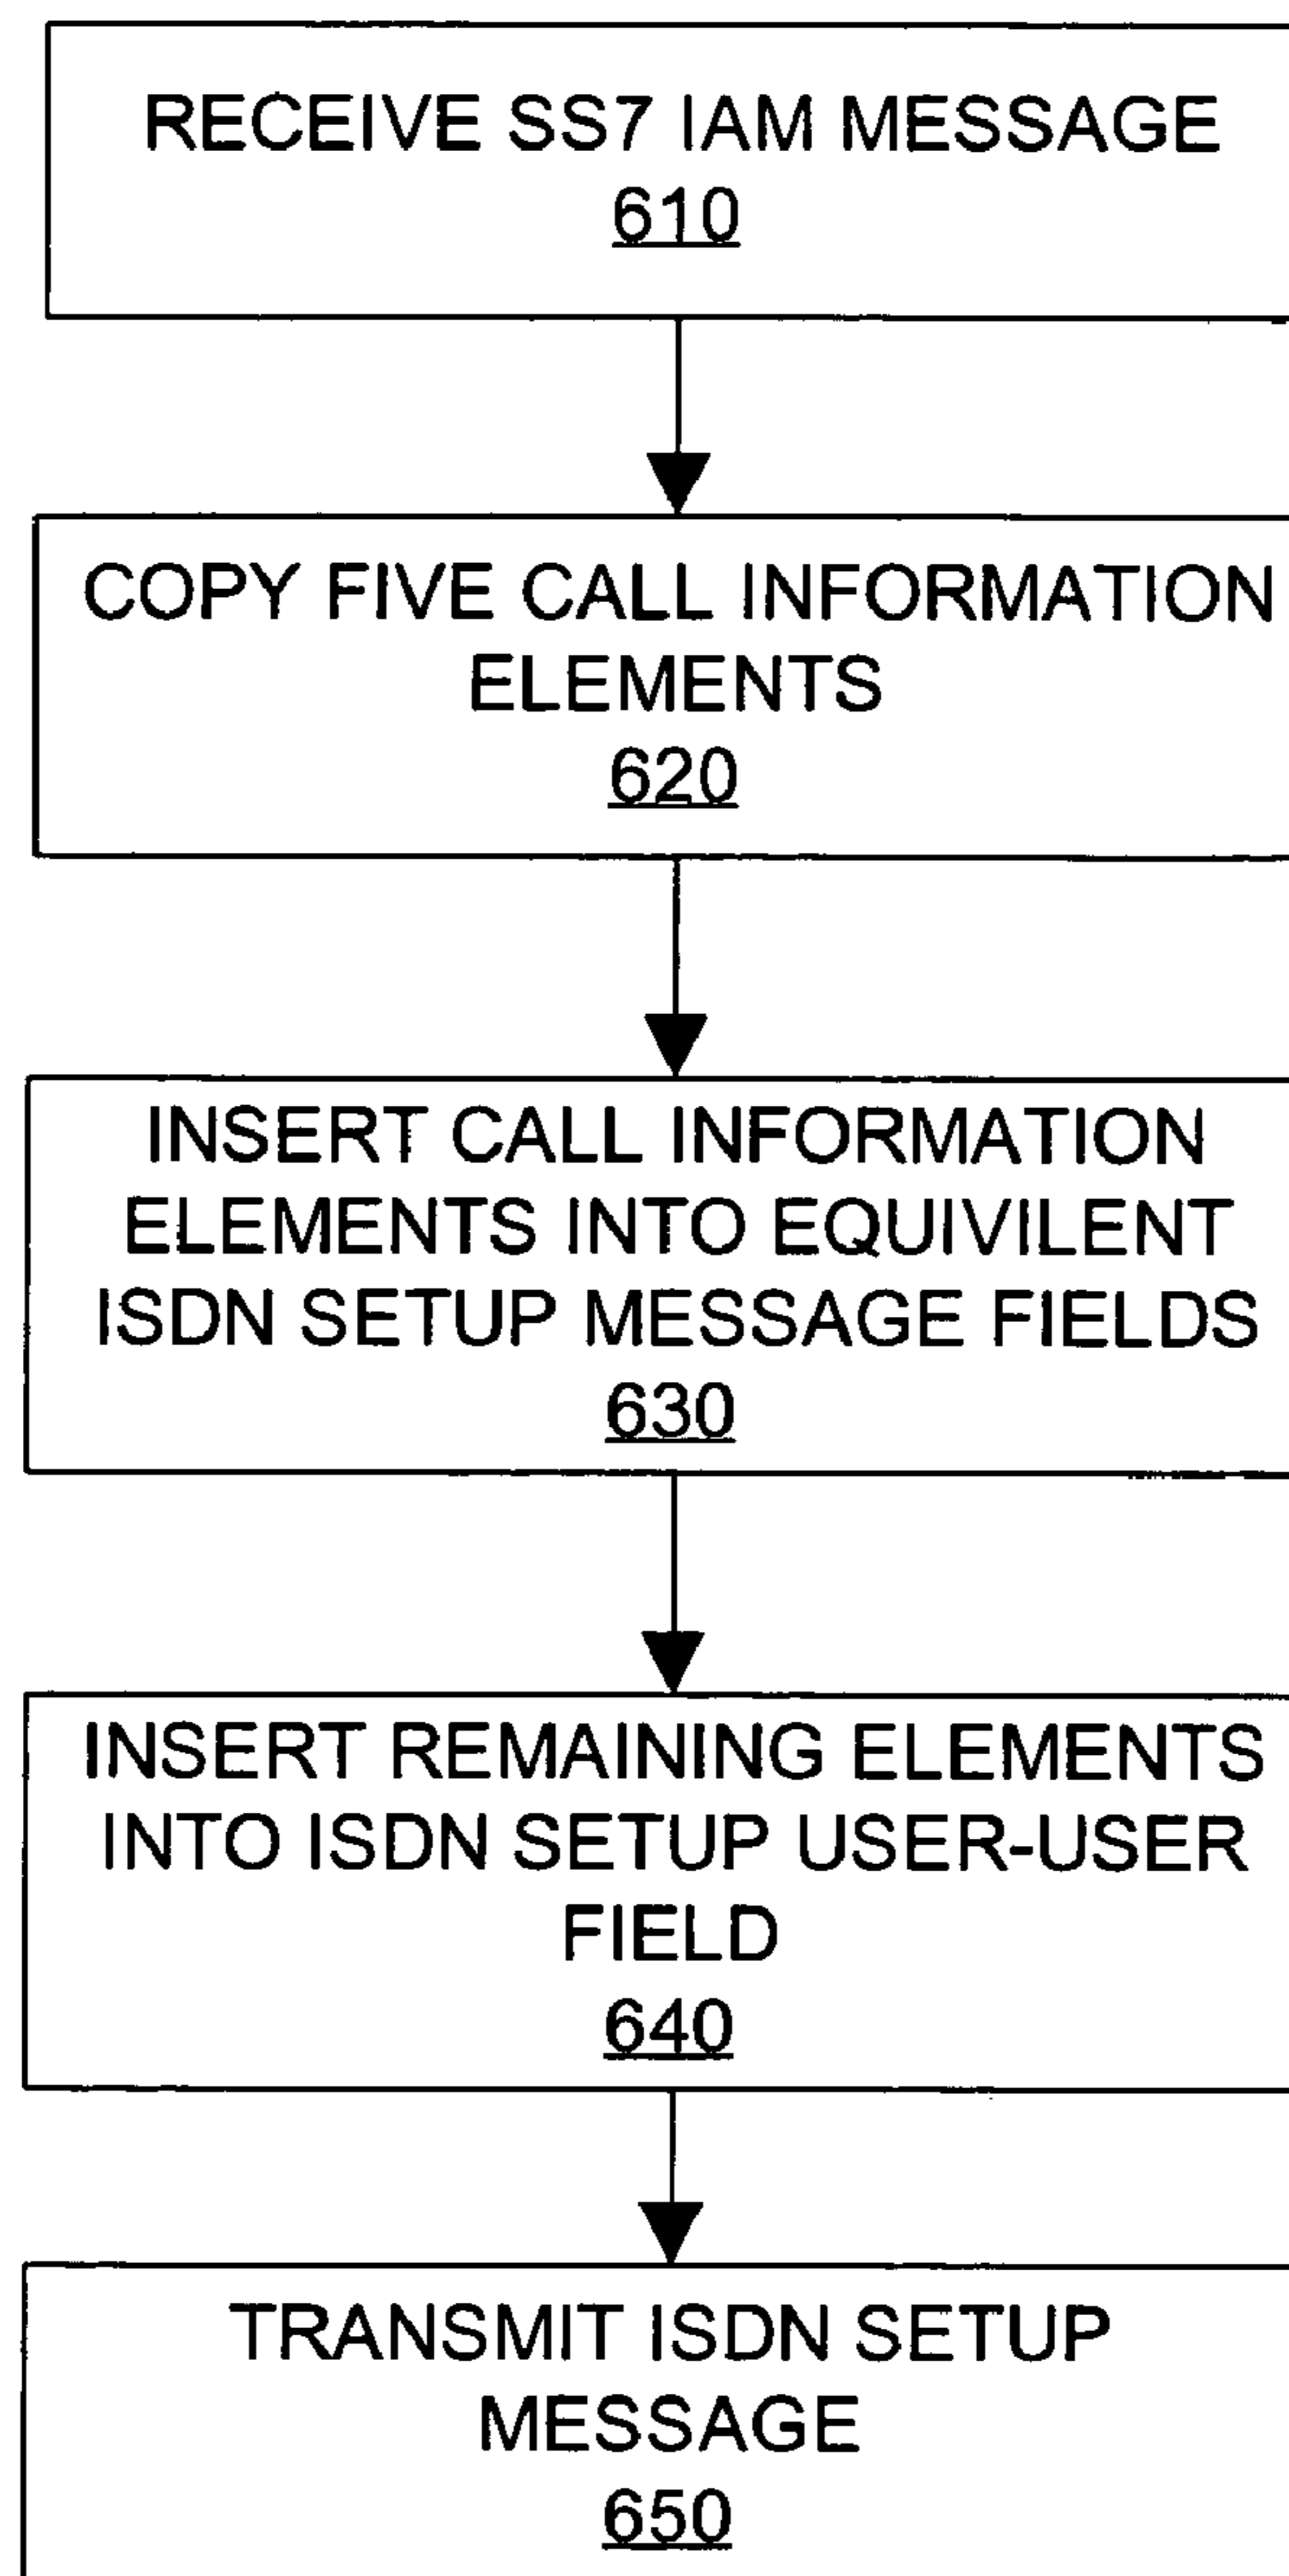 RECEIVE SS7 IAM MESSAGE
610
COPY FIVE CALL INFORMATION
ELEMENTS
620
INSERT CALL INFORMATION
ELEMENTS INTO EQUIVILENT
ISDN SETUP MESSAGE FIELDS
630
INSERT REMAINING ELEMENTS
INTO ISDN SETUP USER-USER
FIELD
640
TRANSMIT ISDN SETUP
MESSAGE
650